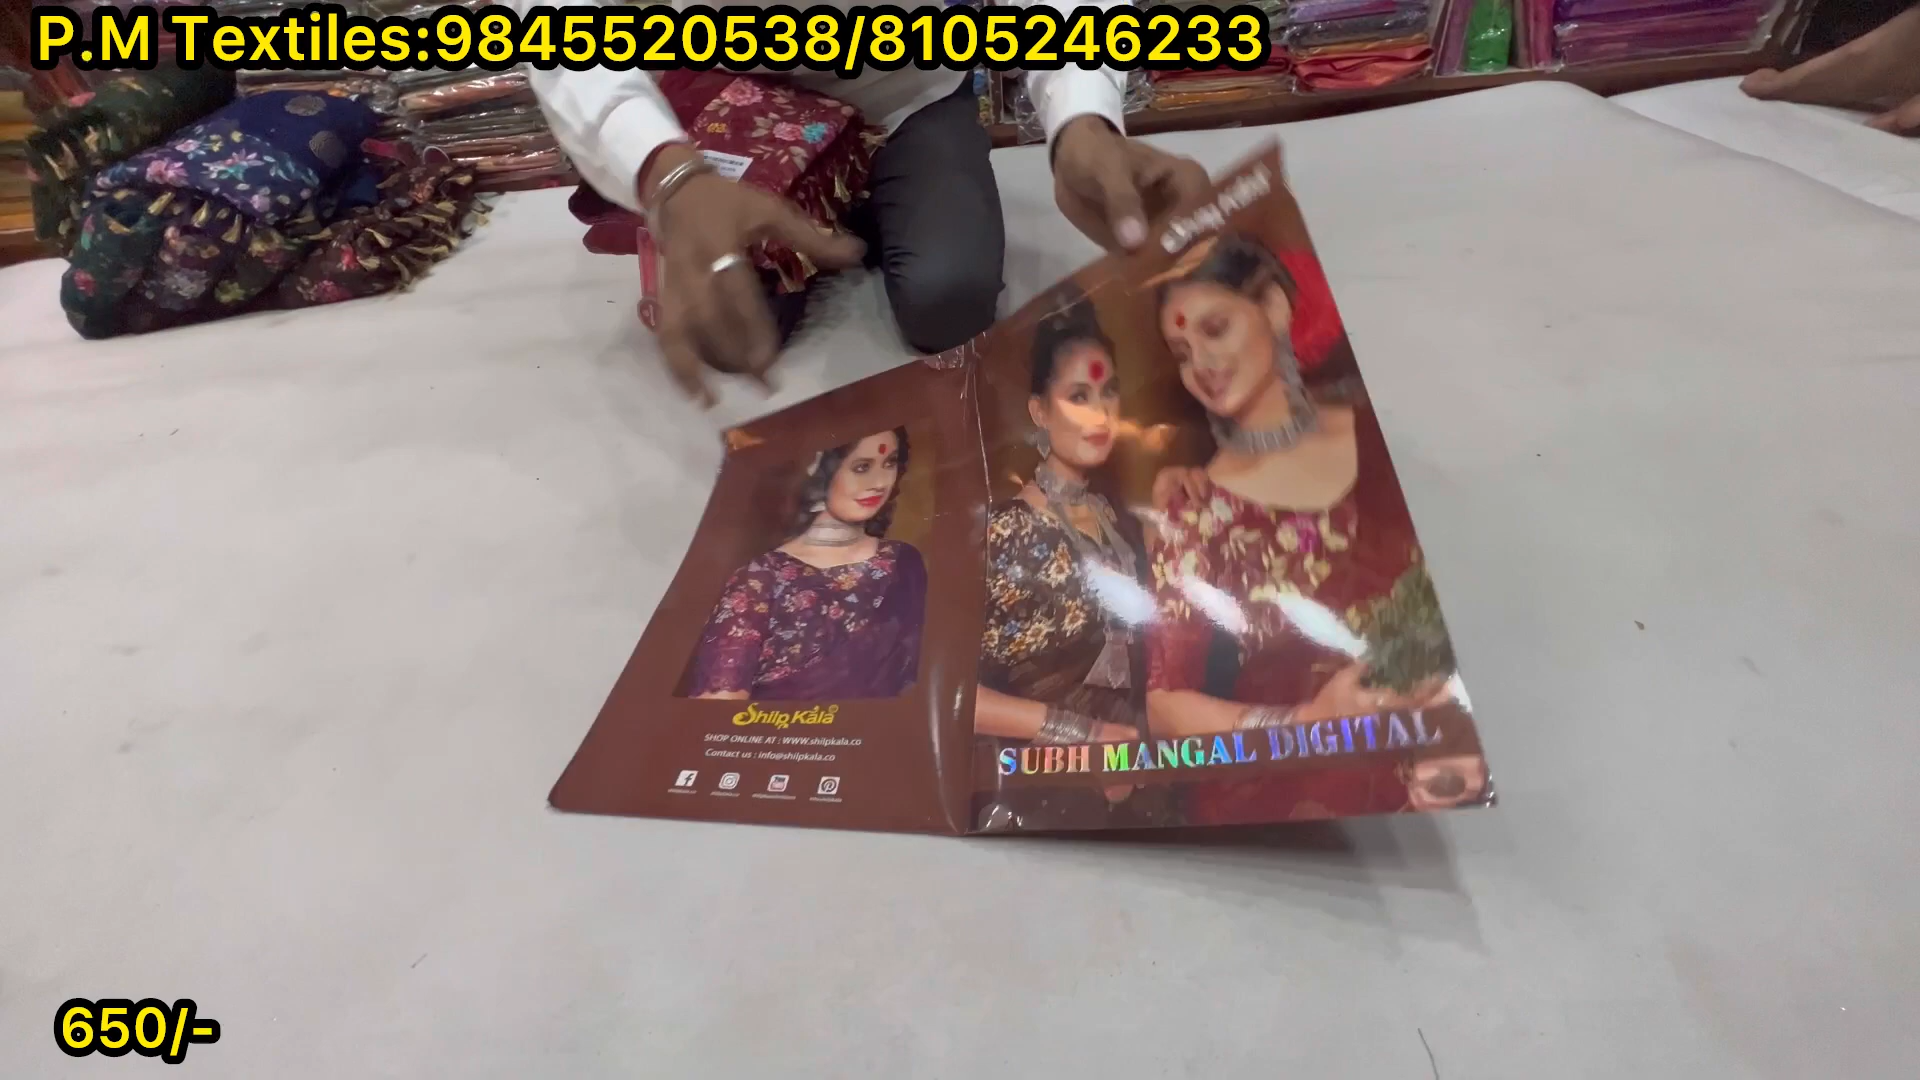 P.M Textiles:9845520538/8105246233
Shilp Kala
SHOP ONLINE AT : WWW.shilpkala.co
Contact us : info@shilpkala.co
SUBH MANGAL DIGITAL
650/-